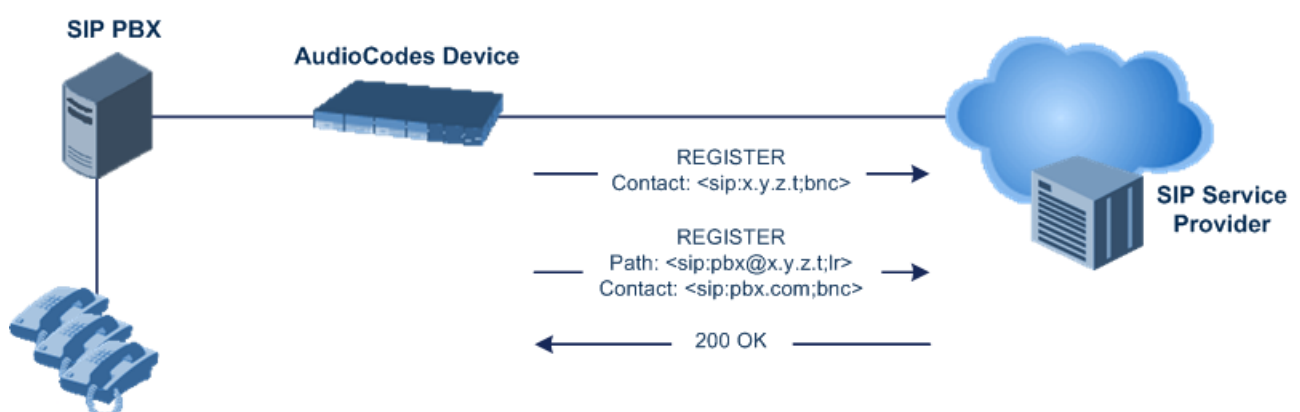 SIP PBX
AudioCodes Device
REGISTER
Contact: <sip:x.y.z.t;bnc>
REGISTER
Path: <sip:pbx@x.y.z.t;lr>
Contact: <sip:pbx.com;bnc>
200 OK
SIP Service
Provider